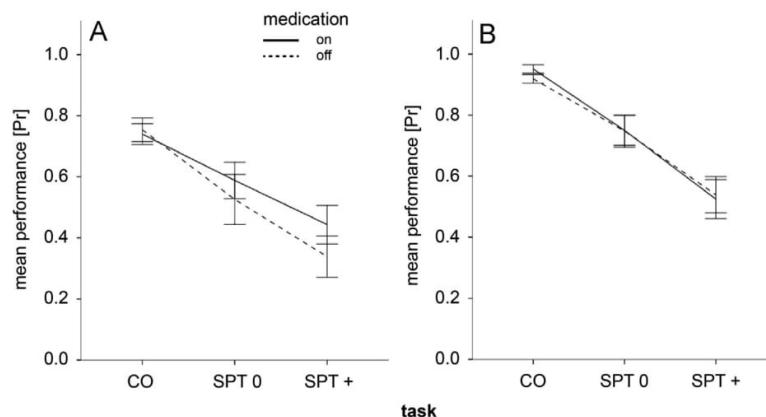 A
medication
on
off
mean performance [Pr]
1.0
0.8
0.6
0.4
0.2
0.0
CO SPT 0 SPT +
B
mean performance [Pr]
1.0
0.8
0.6
0.4
0.2
0.0
CO SPT 0 SPT +
task